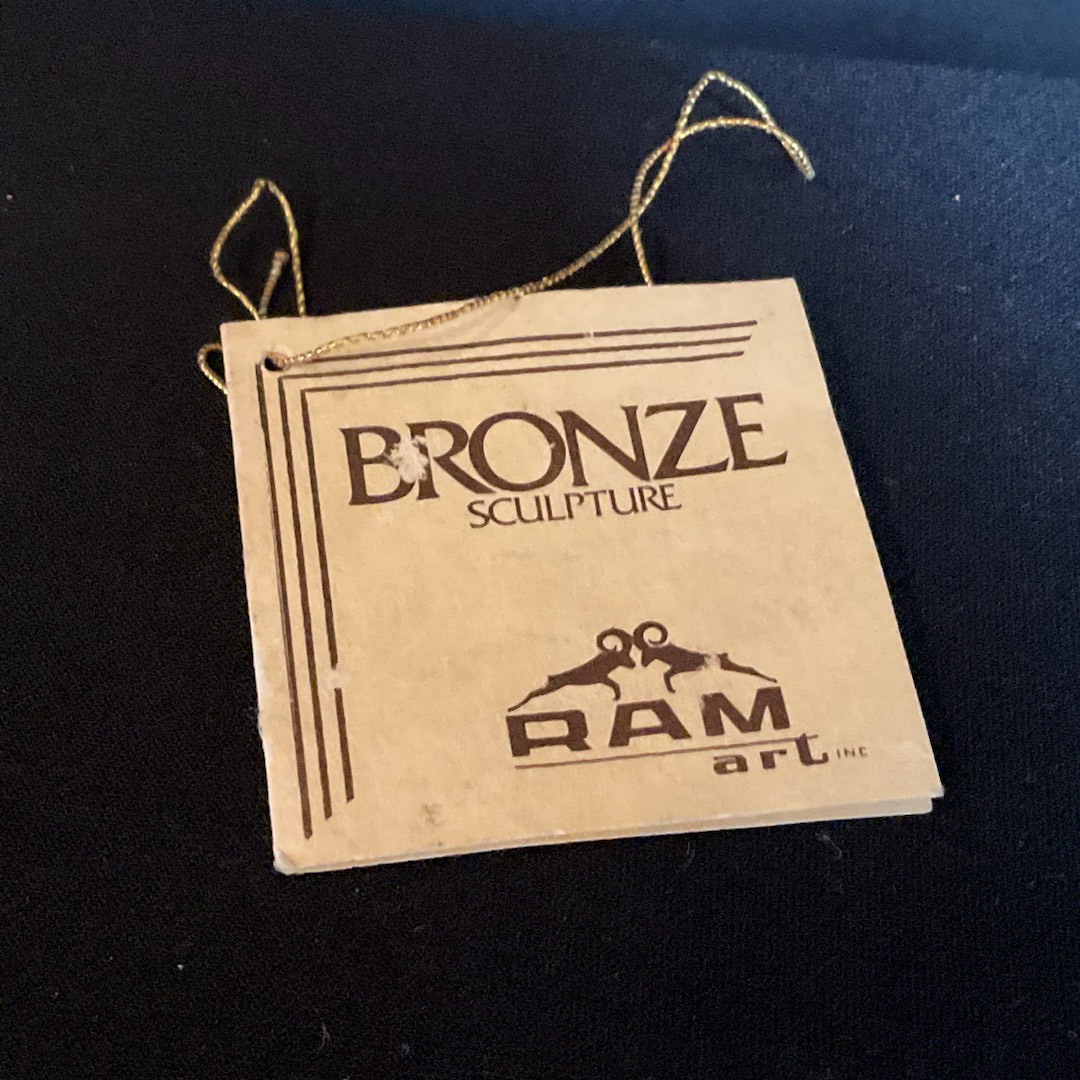 BRONZE
SCULPTURE
RAM
art INC